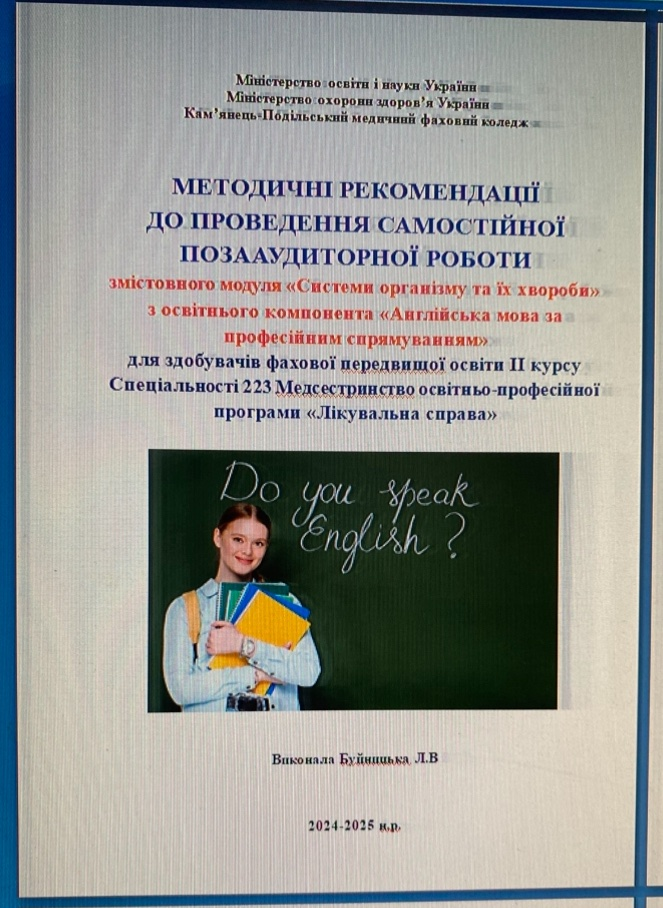 Міністерство освіти і науки України
Міністерство охорони здоров'я України
Кам'янець-Подільський медичний фаховий коледж
МЕТОДИЧНІ РЕКОМЕНДАЦІЇ
ДО ПРОВЕДЕННЯ САМОСТІЙНОЇ
ПОЗААУДИТОРНОЇ РОБОТИ
змістовного модуля «Системи організму та їх хвороби»
з освітнього компонента «Англійська мова за
професійним спрямуванням»
для здобувачів фахової передвищої освіти ІІ курсу
Спеціальності 223 Медсестринство освітньо-професійної
програми «Лікувальна справа»
Do you speak
English ?
Виконала Буйницька Л.В
2024-2025 н.р.